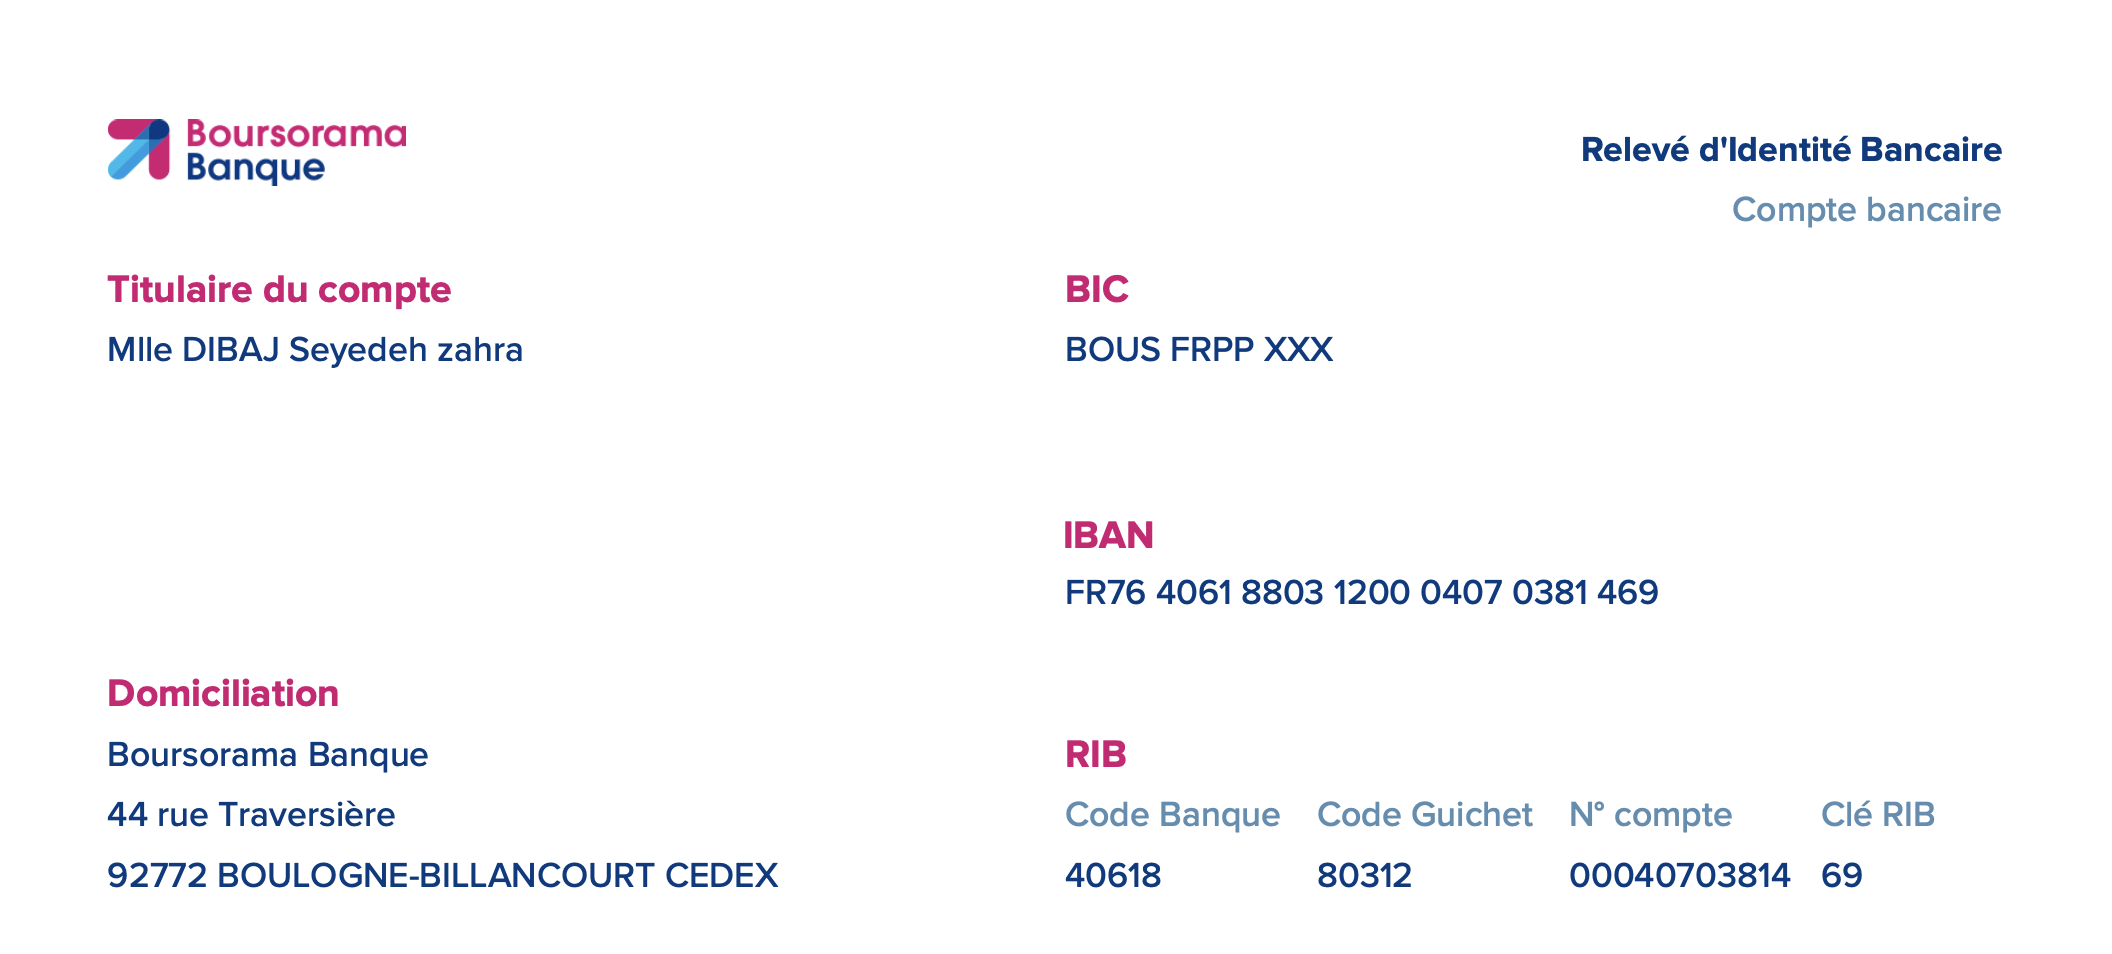 Boursorama
Banque
Relevé d'Identité Bancaire
Compte bancaire
Titulaire du compte
Mlle DIBAJ Seyedeh zahra
BIC
BOUS FRPP XXX
IBAN
FR76 4061 8803 1200 0407 0381 469
Domiciliation
Boursorama Banque
44 rue Traversière
92772 BOULOGNE-BILLANCOURT CEDEX
RIB
Code Banque Code Guichet N° compte Clé RIB
40618 80312 00040703814 69